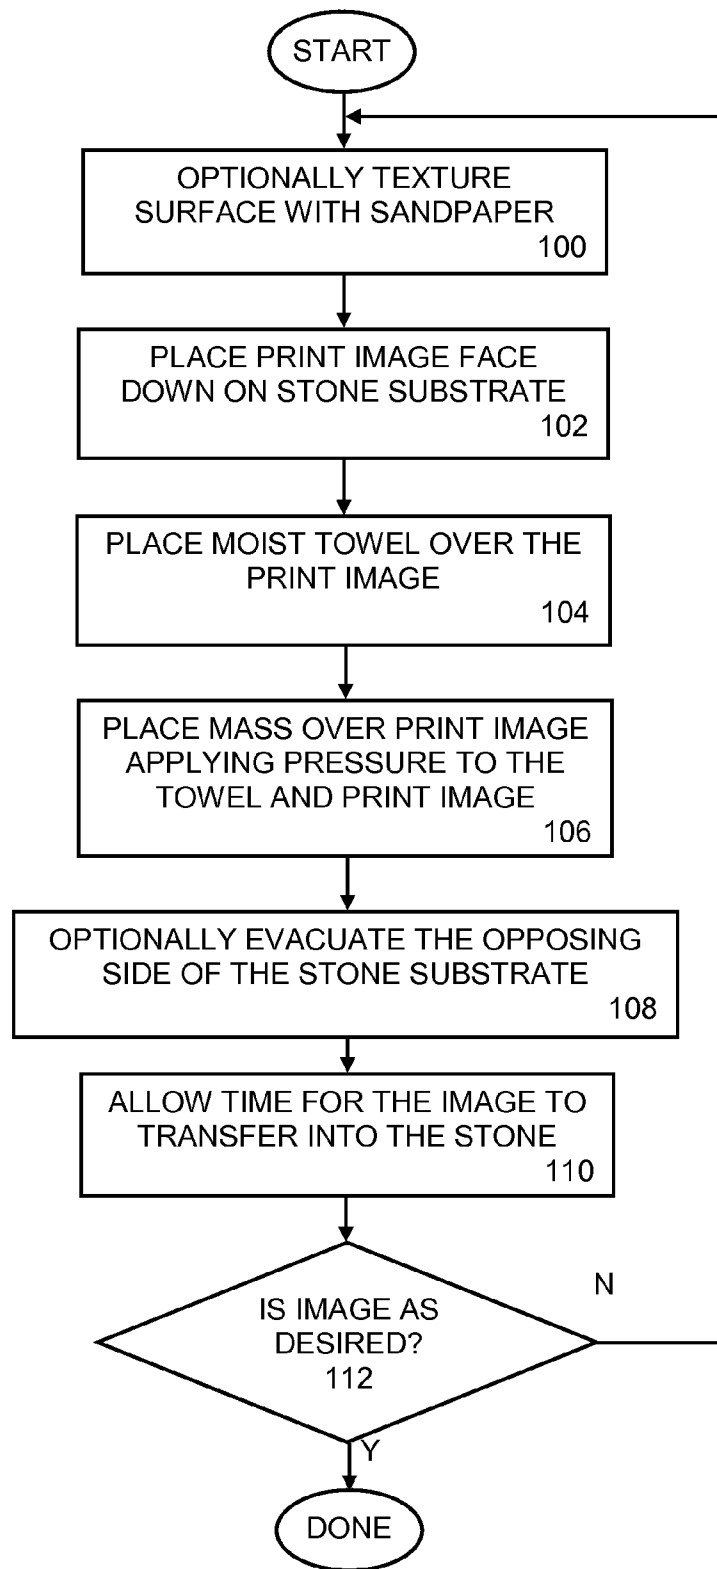 START
OPTIONALLY TEXTURE
SURFACE WITH SANDPAPER
100
PLACE PRINT IMAGE FACE
DOWN ON STONE SUBSTRATE
102
PLACE MOIST TOWEL OVER THE
PRINT IMAGE
104
PLACE MASS OVER PRINT IMAGE
APPLYING PRESSURE TO THE
TOWEL AND PRINT IMAGE
106
OPTIONALLY EVACUATE THE OPPOSING
SIDE OF THE STONE SUBSTRATE
108
ALLOW TIME FOR THE IMAGE TO
TRANSFER INTO THE STONE
110
N
IS IMAGE AS
DESIRED?
112
Y
DONE